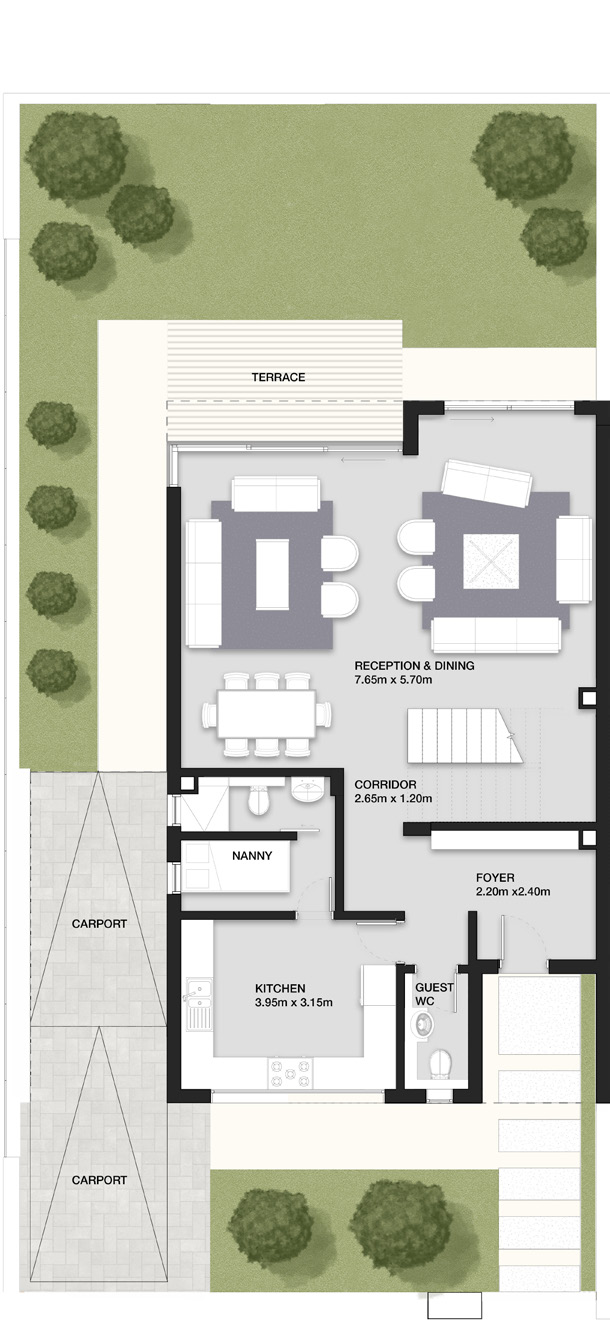 TERRACE
RECEPTION & DINING
7.65m x 5.70m
CORRIDOR
2.65m x 1.20m
NANNY
FOYER
2.20m x2.40m
CARPORT
KITCHEN
3.95m x 3.15m
GUEST
WC
CARPORT